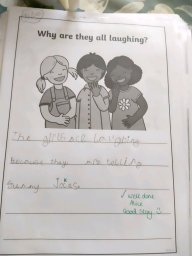 Why are they all laughing?
The girls are laughing
because they are telling
funny Jokes.
✓ well done
Alice
Good Story